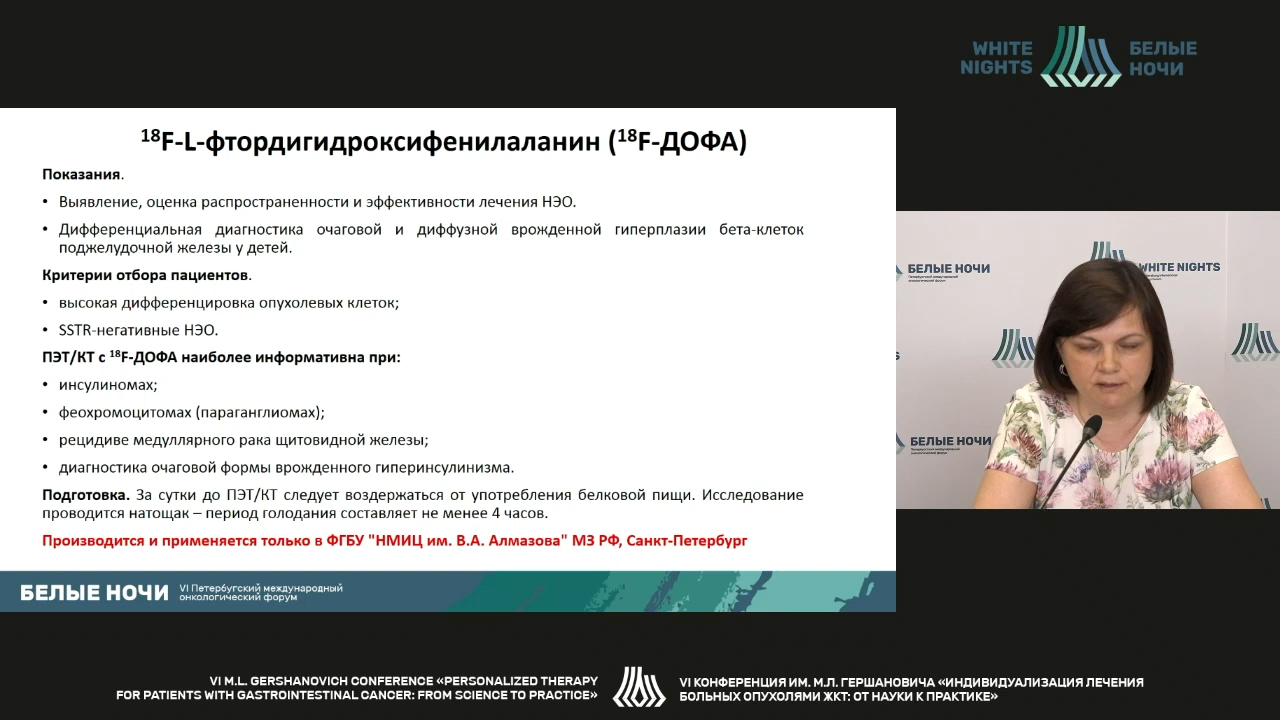 WHITE
NIGHTS
БЕЛЫЕ
НОЧИ
¹⁸F-L-фтордигидроксифенилаланин (¹⁸F-ДОФА)
Показания.
• Выявление, оценка распространенности и эффективности лечения НЭО.
• Дифференциальная диагностика очаговой и диффузной врожденной гиперплазии бета-клеток
поджелудочной железы у детей.
Критерии отбора пациентов.
• высокая дифференцировка опухолевых клеток;
• SSTR-негативные НЭО.
ПЭТ/КТ с ¹⁸F-ДОФА наиболее информативна при:
• инсулиномах;
• феохромоцитомах (параганглиомах);
• рецидиве медуллярного рака щитовидной железы;
• диагностика очаговой формы врожденного гиперинсулинизма.
Подготовка. За сутки до ПЭТ/КТ следует воздержаться от употребления белковой пищи. Исследование
проводится натощак – период голодания составляет не менее 4 часов.
Производится и применяется только в ФГБУ "НМИЦ им. В.А. Алмазова" МЗ РФ, Санкт-Петербург
БЕЛЫЕ НОЧИ
VI Петербугский международный
онкологический форум
БЕЛЫЕ НОЧИ
WHITE NIGHTS
БЕЛЫЕ НОЧИ
VI M.L. GERSHANOVICH CONFERENCE «PERSONALIZED THERAPY
FOR PATIENTS WITH GASTROINTESTINAL CANCER: FROM SCIENCE TO PRACTICE»
VI КОНФЕРЕНЦИЯ ИМ. М.Л. ГЕРШАНОВИЧА «ИНДИВИДУАЛИЗАЦИЯ ЛЕЧЕНИЯ
БОЛЬНЫХ ОПУХОЛЯМИ ЖКТ: ОТ НАУКИ К ПРАКТИКЕ»